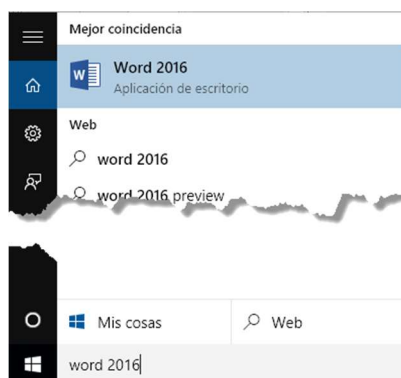 Mejor coincidencia
Word 2016
Aplicación de escritorio
Web
word 2016
word 2016 preview
Mis cosas
Web
word 2016